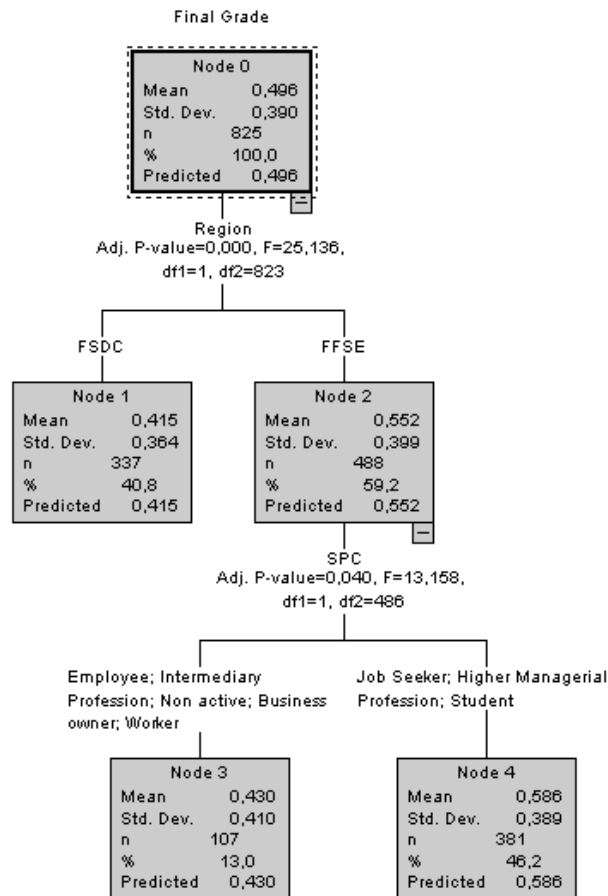 Final Grade
Node 0
Mean 0,496
Std. Dev. 0,390
n 825
% 100,0
Predicted 0,496
Region
Adj. P-value=0,000, F=25,136,
df1=1, df2=823
FSDC
FFSE
Node 1
Mean 0,415
Std. Dev. 0,364
n 337
% 40,8
Predicted 0,415
Node 2
Mean 0,552
Std. Dev. 0,399
n 488
% 59,2
Predicted 0,552
SPC
Adj. P-value=0,040, F=13,158,
df1=1, df2=486
Employee; Intermediary
Profession; Non active; Business
owner; Worker
Job Seeker; Higher Managerial
Profession; Student
Node 3
Mean 0,430
Std. Dev. 0,410
n 107
% 13,0
Predicted 0,430
Node 4
Mean 0,586
Std. Dev. 0,389
n 381
% 46,2
Predicted 0,586